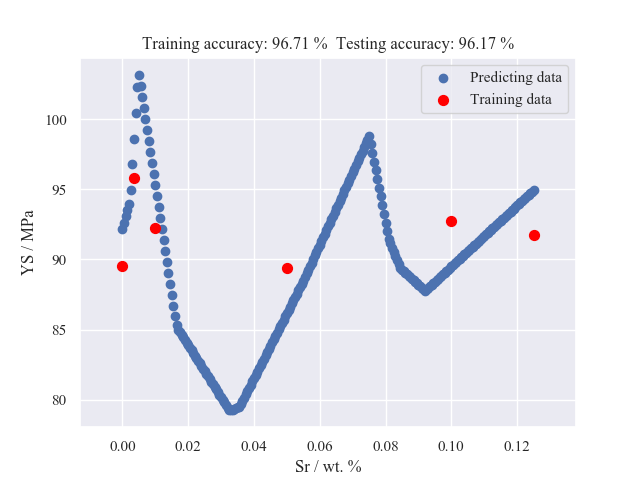 Training accuracy: 96.71 %  Testing accuracy: 96.17 %
Predicting data
Training data
YS / MPa
100
95
90
85
80
0.00 0.02 0.04 0.06 0.08 0.10 0.12
Sr / wt. %